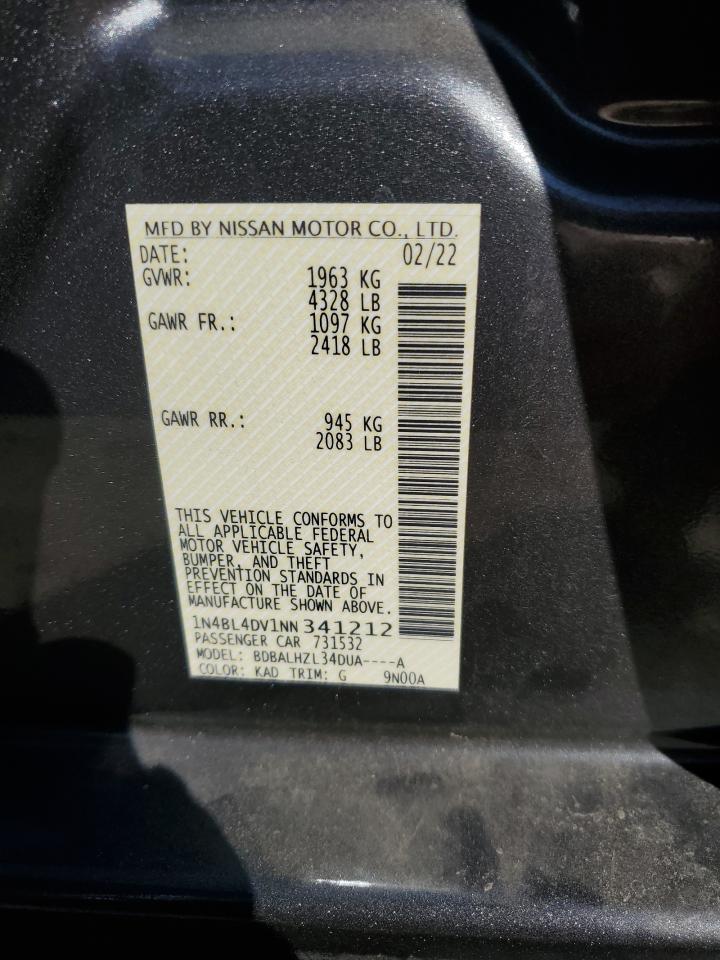 MFD BY NISSAN MOTOR CO., LTD.
DATE: 02/22
GVWR: 1963 KG
4328 LB
GAWR FR.: 1097 KG
2418 LB
GAWR RR.: 945 KG
2083 LB
THIS VEHICLE CONFORMS TO
ALL APPLICABLE FEDERAL
MOTOR VEHICLE SAFETY,
BUMPER, AND THEFT
PREVENTION STANDARDS IN
EFFECT ON THE DATE OF
MANUFACTURE SHOWN ABOVE.
1N4BL4DV1NN341212
PASSENGER CAR 731532
MODEL: BDBALHZL34DUA----A
COLOR: KAD TRIM: G 9N00A